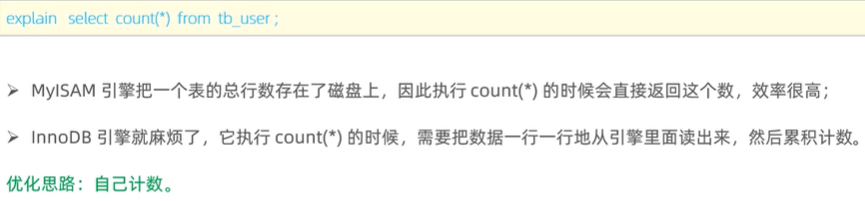 explain select count(*) from tb_user ;
➢ MyISAM 引擎把一个表的总行数存在了磁盘上，因此执行 count(*) 的时候会直接返回这个数，效率很高；
➢ InnoDB 引擎就麻烦了，它执行 count(*) 的时候，需要把数据一行一行地从引擎里面读出来，然后累积计数。
优化思路：自己计数。